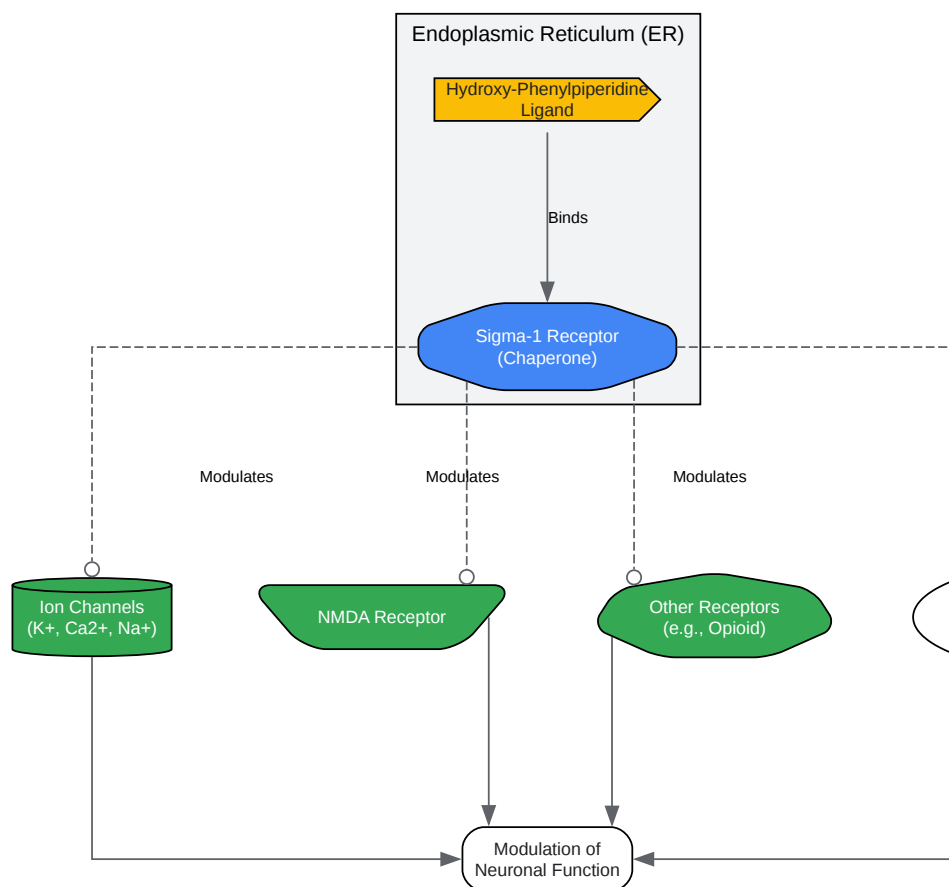 Endoplasmic Reticulum (ER)
Hydroxy-Phenylpiperidine
Ligand
Binds
Sigma-1 Receptor
(Chaperone)
Modulates
Modulates
Modulates
Ion Channels
(K+, Ca2+, Na+)
NMDA Receptor
Other Receptors
(e.g., Opioid)
Modulation of
Neuronal Function